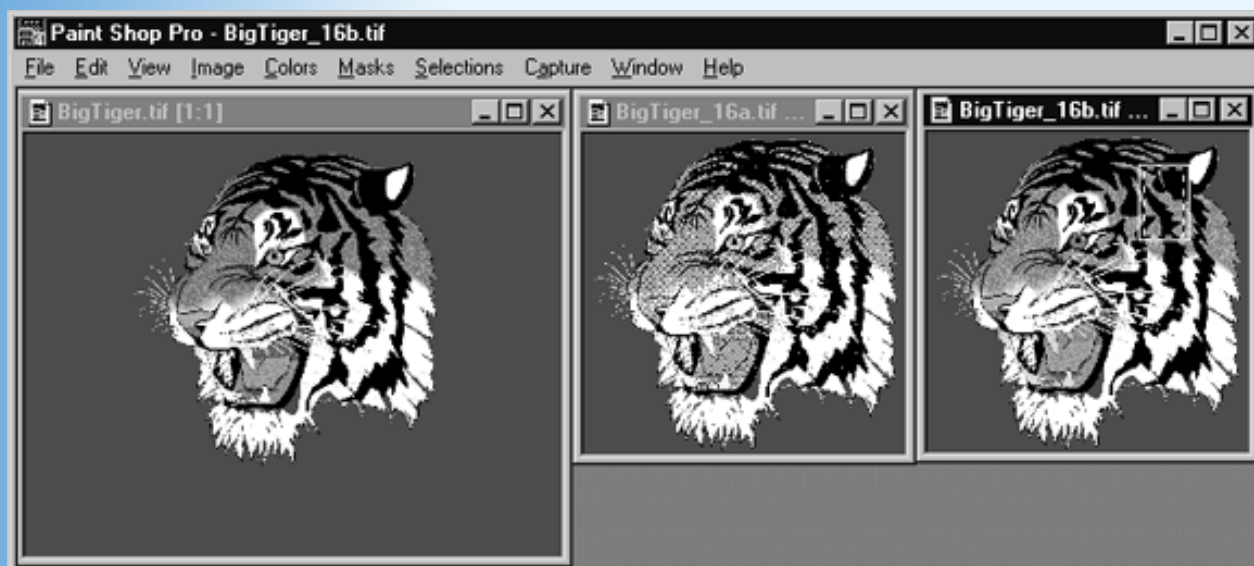 Paint Shop Pro - BigTiger_16b.tif
File Edit View Image Colors Masks Selections Capture Window Help
BigTiger.tif [1:1]
BigTiger_16a.tif ...
BigTiger_16b.tif ...